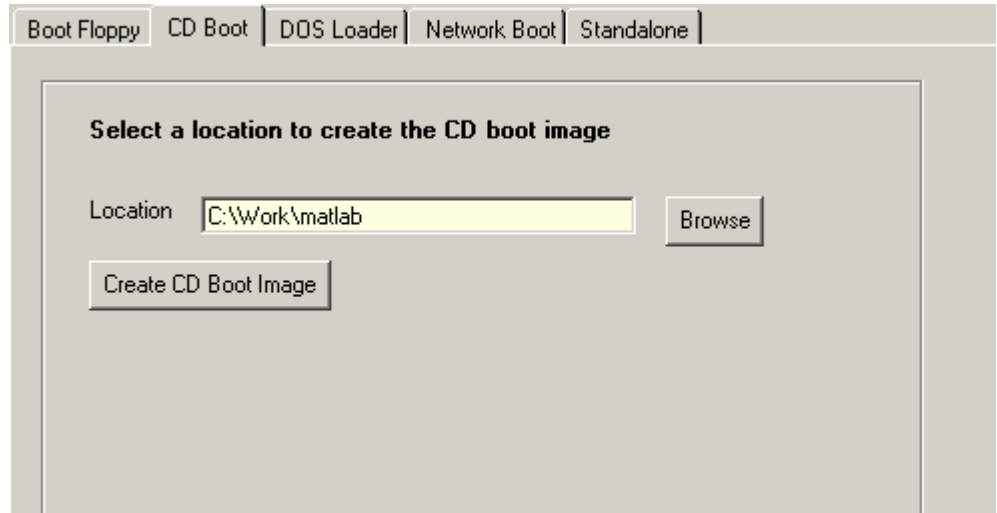 Boot Floppy CD Boot DOS Loader Network Boot Standalone
Select a location to create the CD boot image
Location C:\Work\matlab Browse
Create CD Boot Image